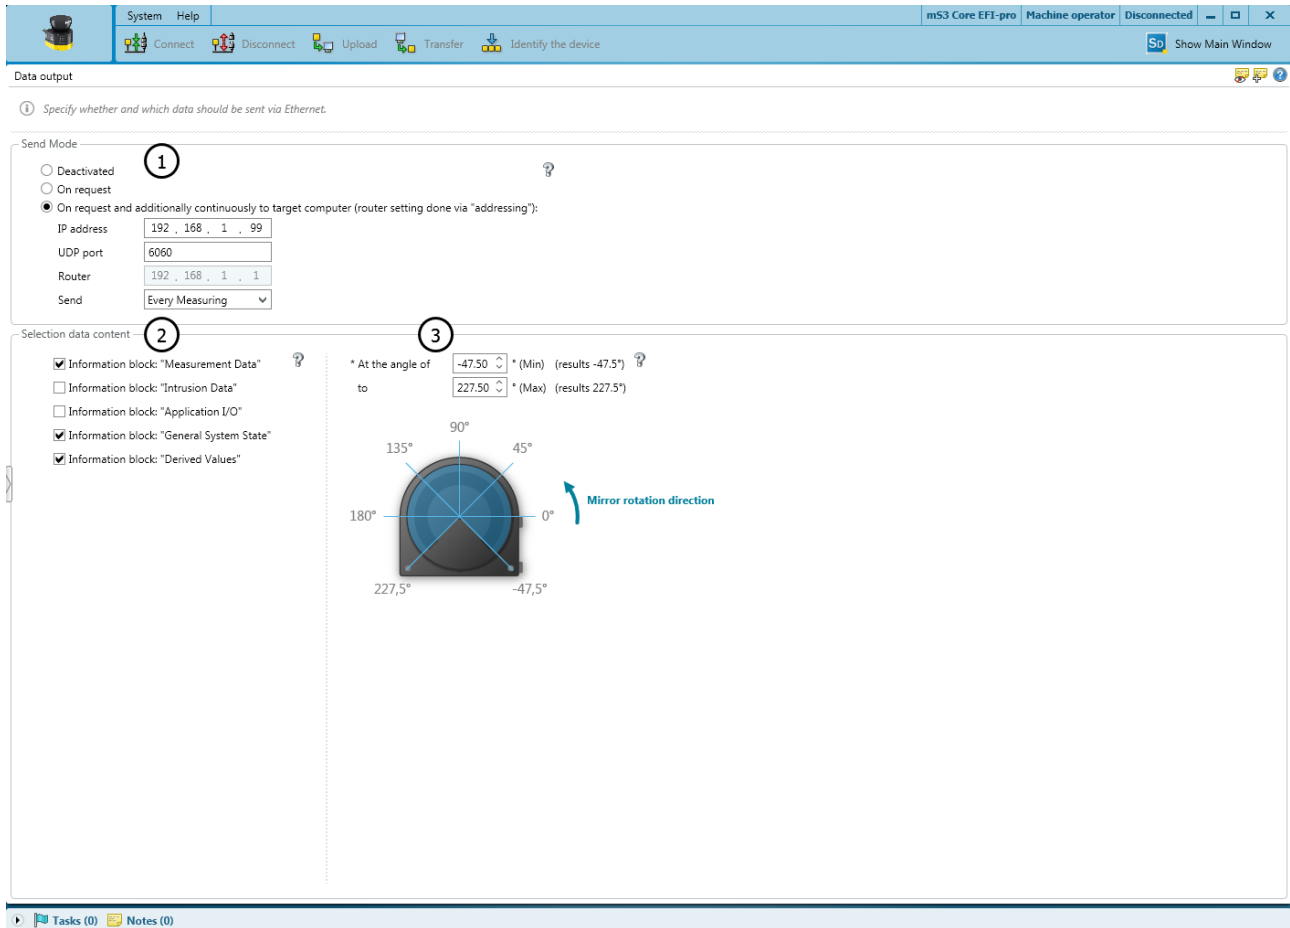 System Help
mS3 Core EFI-pro Machine operator Disconnected
Connect Disconnect Upload Transfer Identify the device
SD Show Main Window
Data output
Specify whether and which data should be sent via Ethernet.
Send Mode
1
Deactivated
On request
On request and additionally continuously to target computer (router setting done via "addressing"):
IP address 192 . 168 . 1 . 99
UDP port 6060
Router 192 . 168 . 1 . 1
Send Every Measuring
Selection data content
2
3
Information block: "Measurement Data"
Information block: "Intrusion Data"
Information block: "Application I/O"
Information block: "General System State"
Information block: "Derived Values"
* At the angle of -47.50 ° (Min) (results -47.5°)
to 227.50 ° (Max) (results 227.5°)
90°
135° 45°
180° 0°
227,5° -47,5°
Mirror rotation direction
Tasks (0) Notes (0)